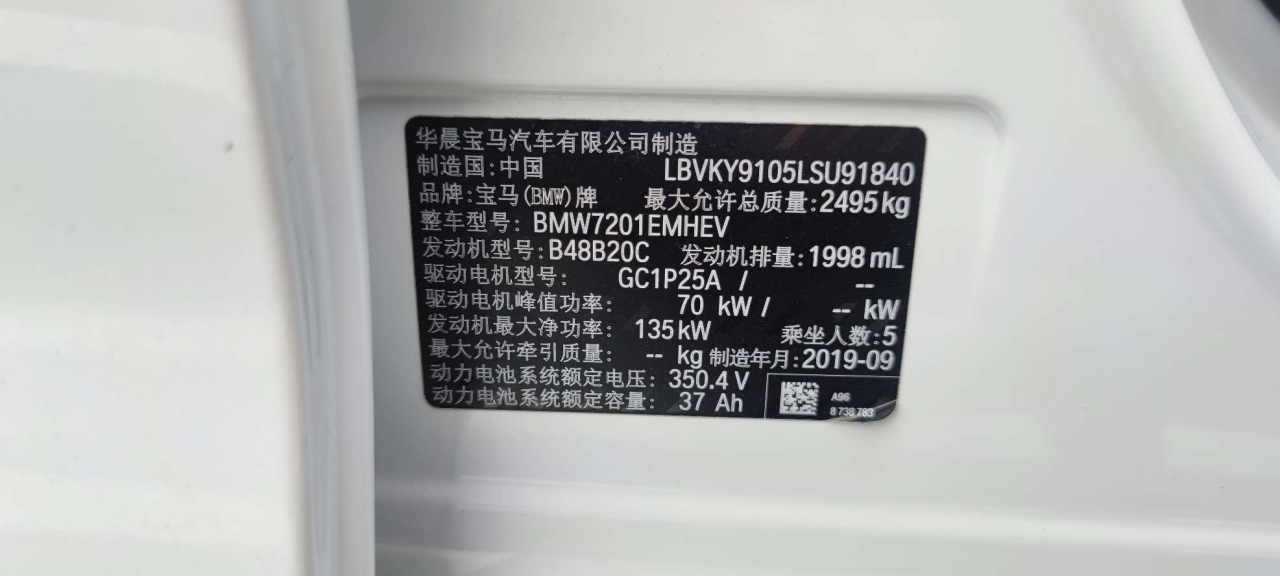 华晨宝马汽车有限公司制造
制造国:中国 LBVKY9105LSU91840
品牌:宝马(BMW)牌 最大允许总质量:2495kg
整车型号: BMW7201EMHEV
发动机型号:B48B20C 发动机排量:1998 mL
驱动电机型号: GC1P25A / --
驱动电机峰值功率: 70 kW / -- kW
发动机最大净功率: 135kW 乘坐人数:5
最大允许牵引质量: -- kg 制造年月:2019-09
动力电池系统额定电压: 350.4 V
动力电池系统额定容量: 37 Ah
A96
8 738 783